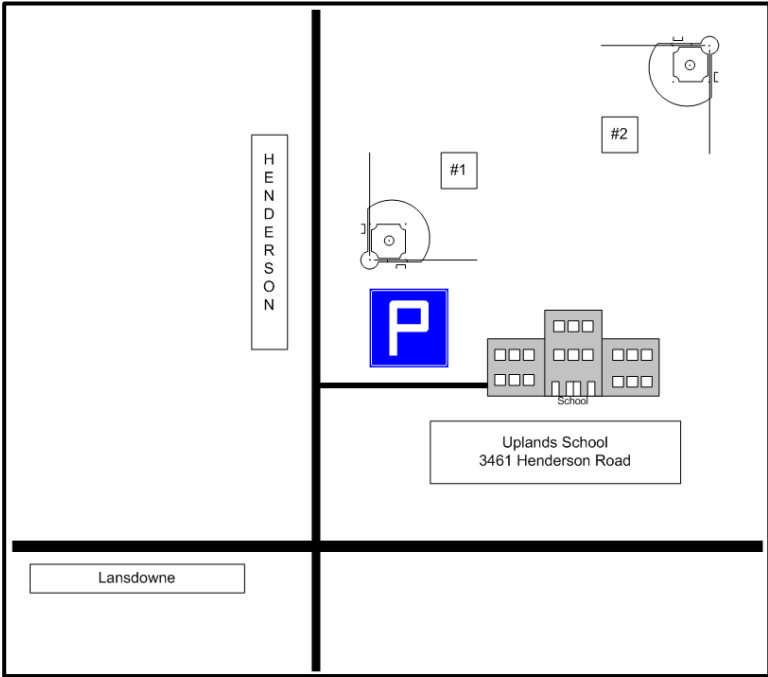 #2
#1
HENDERSON
P
School
Uplands School
3461 Henderson Road
Lansdowne